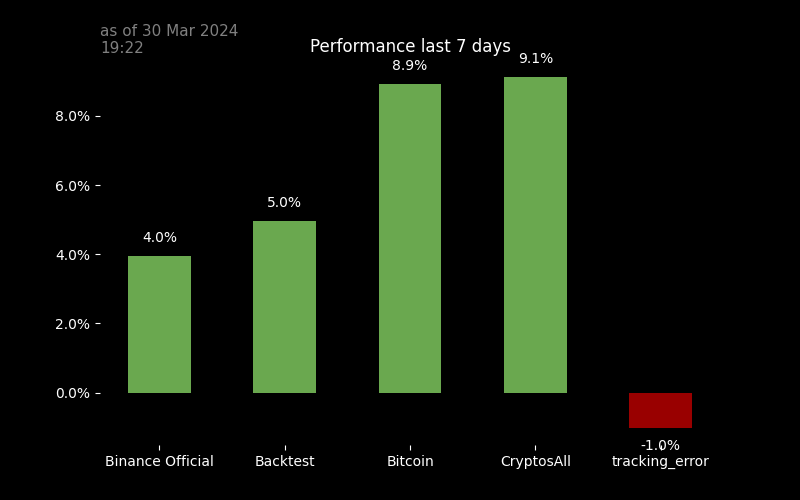 as of 30 Mar 2024
19:22
Performance last 7 days
8.9%
9.1%
8.0%
6.0%
5.0%
4.0%
4.0%
2.0%
0.0%
-1.0%
Binance Official
Backtest
Bitcoin
CryptosAll
tracking_error